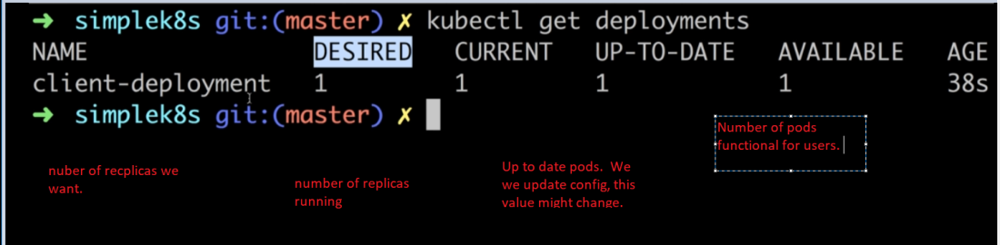 ➜ simplek8s git:(master) ✗ kubectl get deployments
NAME DESIRED CURRENT UP-TO-DATE AVAILABLE AGE
client-deployment 1 1 1 1 38s
➜ simplek8s git:(master) ✗
nuber of recplicas we
want.
number of replicas
running
Up to date pods. We
we update config, this
value might change.
Number of pods
functional for users.